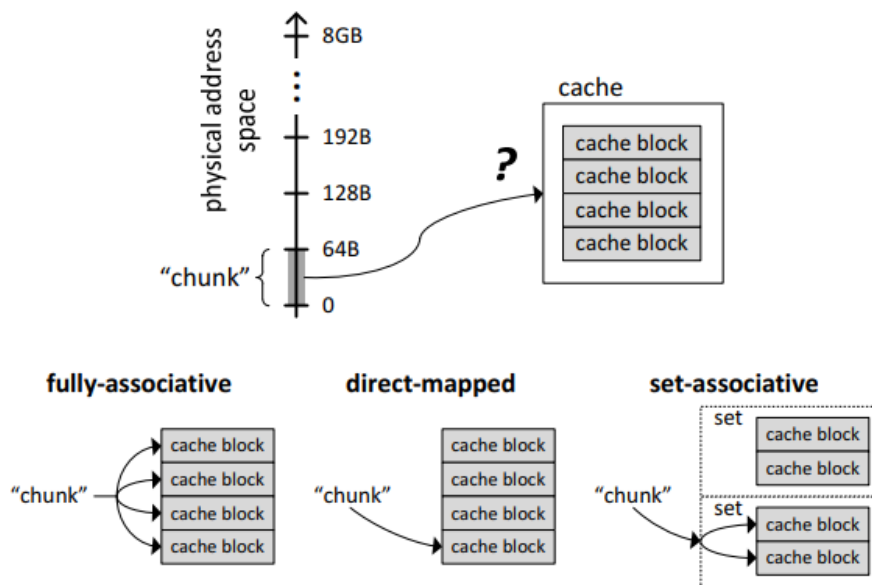 physical address
space
8GB
⋮
192B
128B
64B
0
“chunk”
?
cache
cache block
cache block
cache block
cache block
fully-associative
“chunk”
cache block
cache block
cache block
cache block
direct-mapped
“chunk”
cache block
cache block
cache block
cache block
set-associative
“chunk”
set
cache block
cache block
set
cache block
cache block